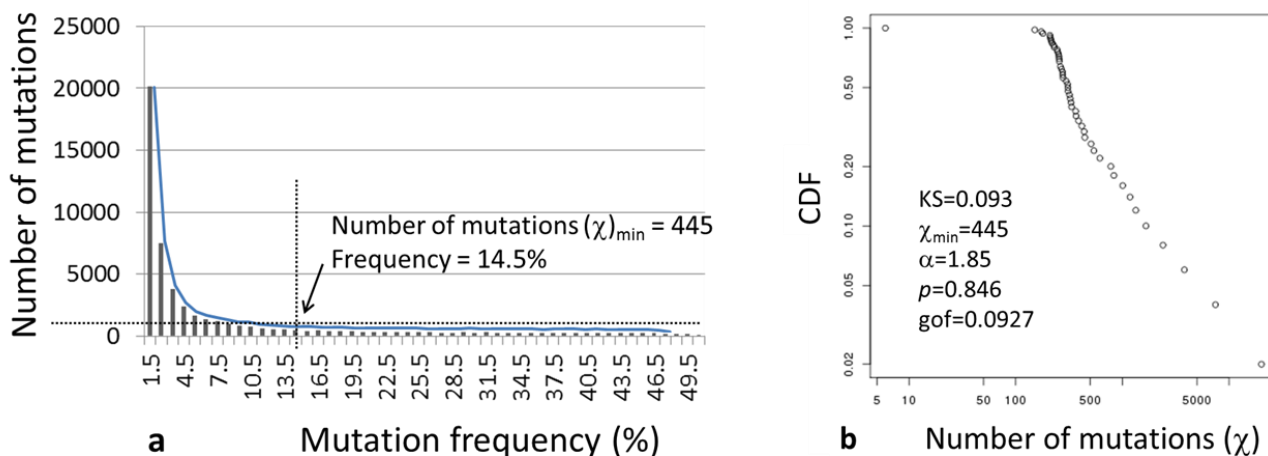 25000
20000
15000
10000
5000
0
Number of mutations
Number of mutations (χ)min = 445
Frequency = 14.5%
1.5
4.5
7.5
10.5
13.5
16.5
19.5
22.5
25.5
28.5
31.5
34.5
37.5
40.5
43.5
46.5
49.5
a Mutation frequency (%)
1.00
0.50
0.20
0.10
0.05
0.02
CDF
KS=0.093
χmin=445
α=1.85
p=0.846
gof=0.0927
5 10 50 100 500 5000
b Number of mutations (χ)